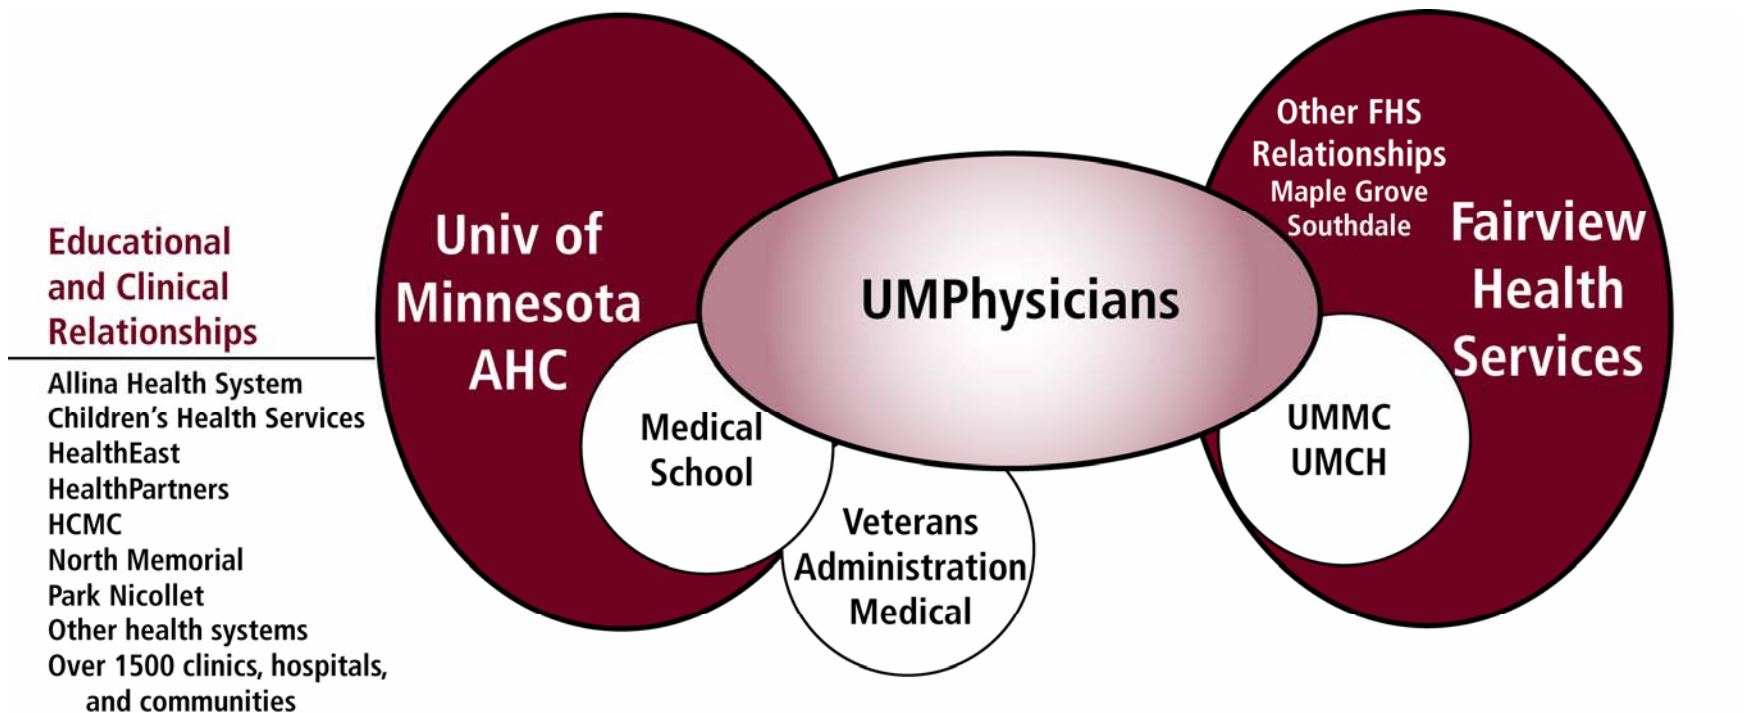 Educational
and Clinical
Relationships
Allina Health System
Children’s Health Services
HealthEast
HealthPartners
HCMC
North Memorial
Park Nicollet
Other health systems
Over 1500 clinics, hospitals,
and communities
Univ of
Minnesota
AHC
Medical
School
UMPhysicians
Veterans
Administration
Medical
Other FHS
Relationships
Maple Grove
Southdale
Fairview
Health
Services
UMMC
UMCH